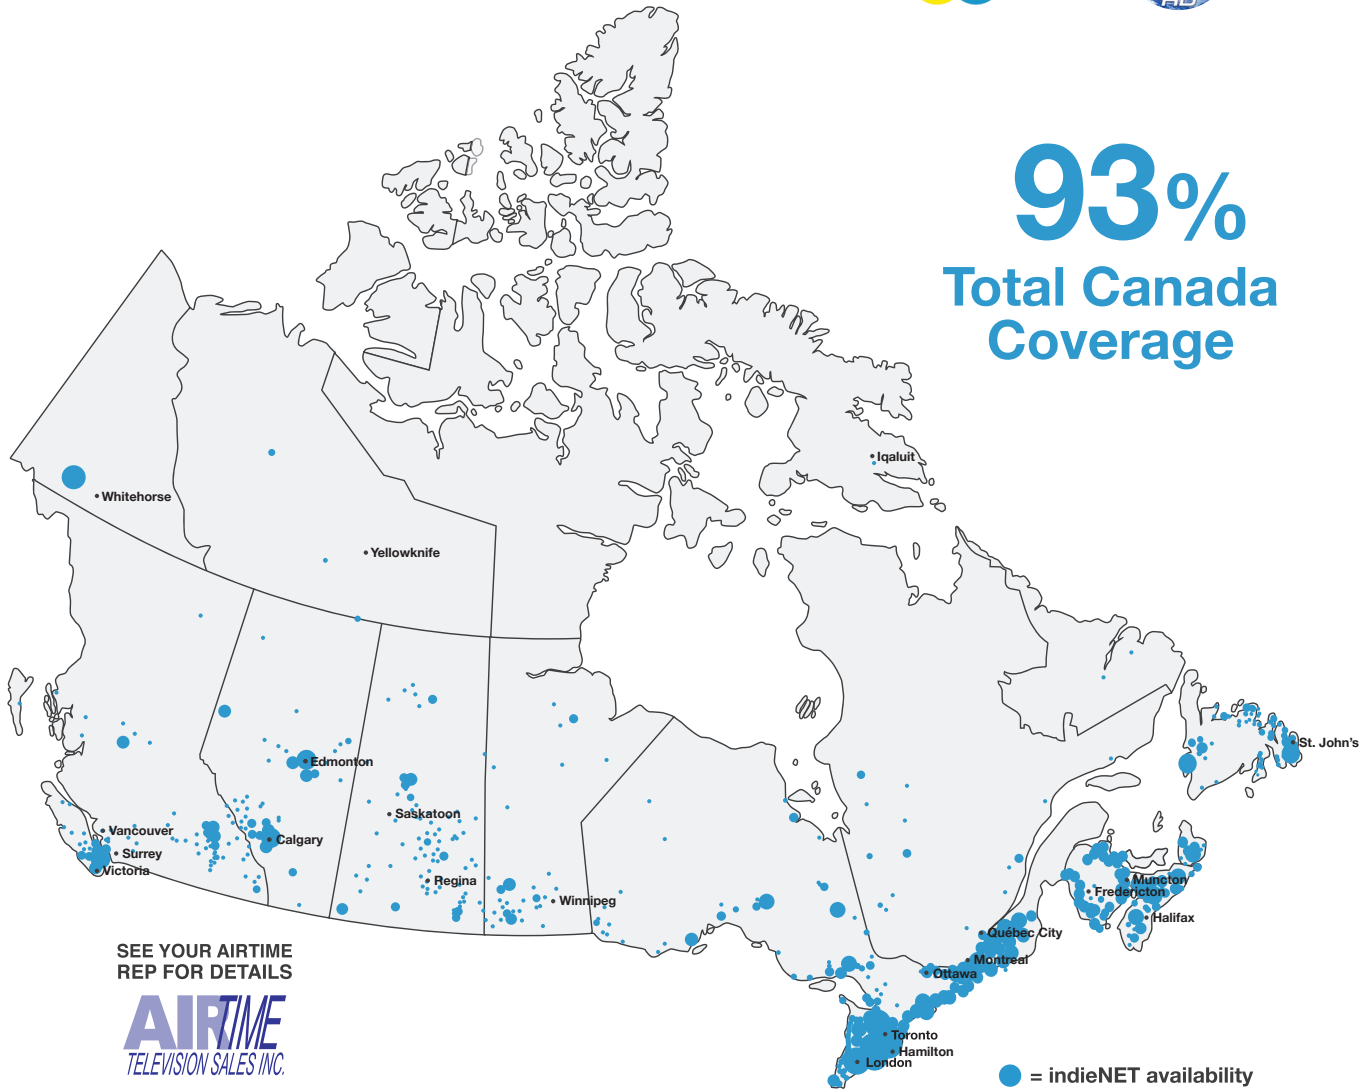 HD
93%
Total Canada
Coverage
Iqaluit
Whitehorse
Yellowknife
St. John's
Edmonton
Saskatoon
Vancouver
Calgary
Surrey
Victoria
Regina
Winnipeg
Muncton
Fredericton
Halifax
Québec City
Montreal
Ottawa
Toronto
Hamilton
London
SEE YOUR AIRTIME
REP FOR DETAILS
AIRTIME
TELEVISION SALES INC.
= indieNET availability